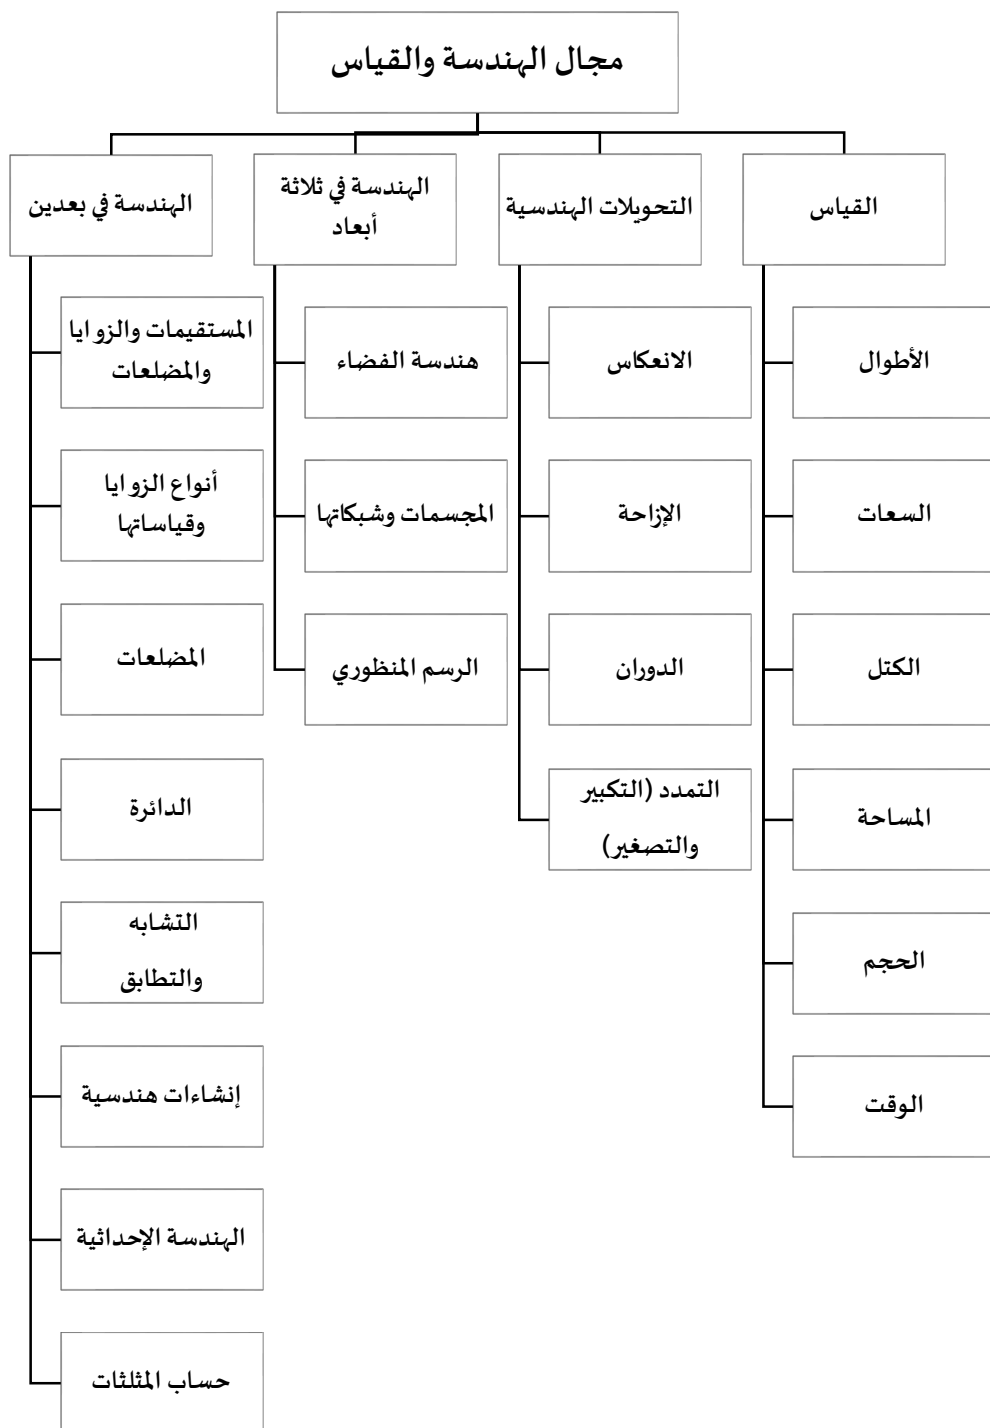 مجال الهندسة والقياس
القياس
الأطوال
السعات
الكتل
المساحة
الحجم
الوقت
التحويلات الهندسية
الانعكاس
الإزاحة
الدوران
التمدد (التكبير
والتصغير)
الهندسة في ثلاثة
أبعاد
هندسة الفضاء
المجسمات وشبكاتها
الرسم المنظوري
الهندسة في بعدين
المستقيمات والزوايا
والمضلعات
أنواع الزوايا
وقياساتها
المضلعات
الدائرة
التشابه
والتطابق
إنشاءات هندسية
الهندسة الإحداثية
حساب المثلثات